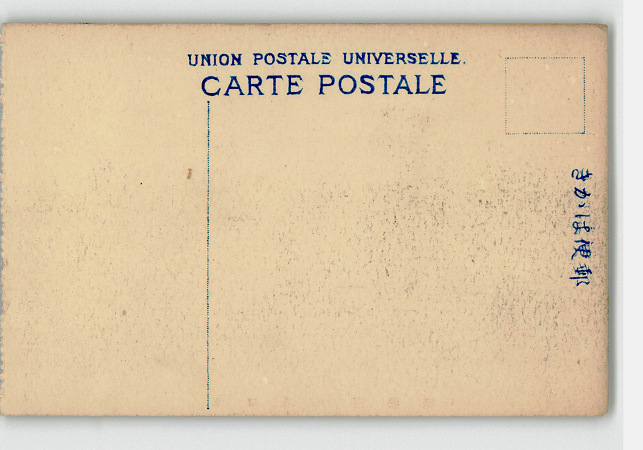 UNION POSTALE UNIVERSELLE.
CARTE POSTALE
きかは便郵